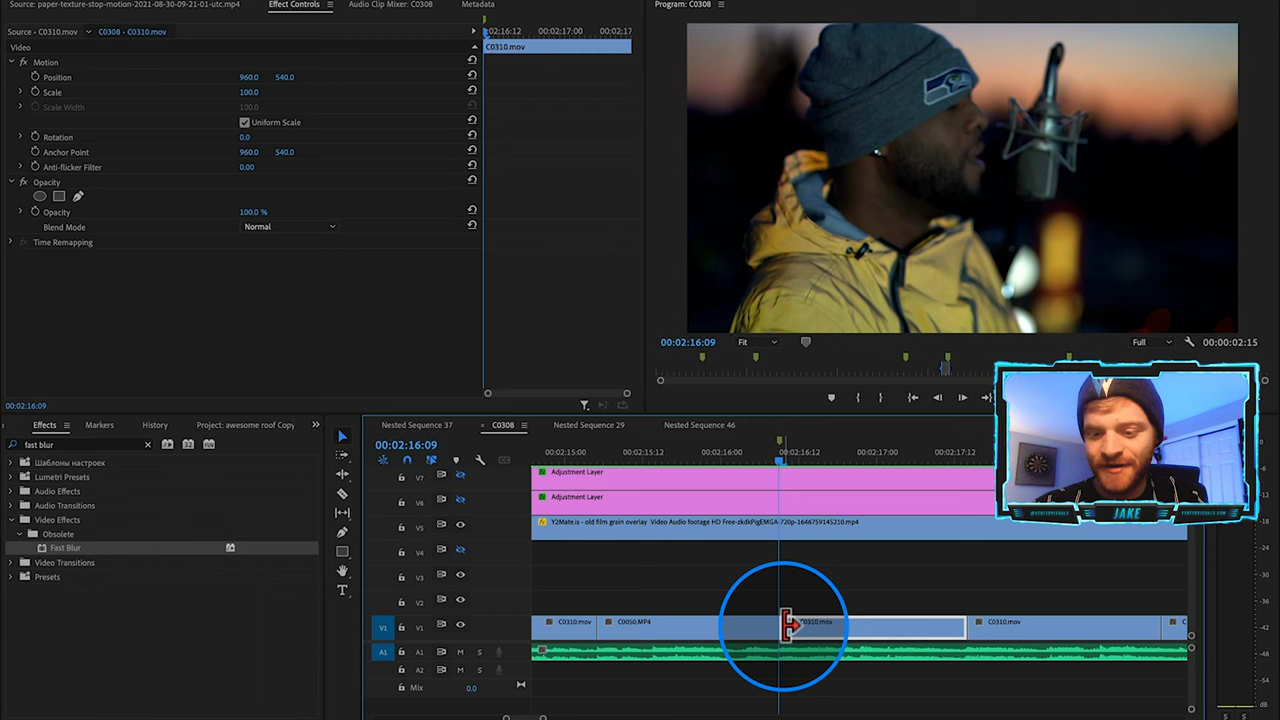 Source: paper-texture-stop-motion-2021-08-30-09-21-01-utc.mp4
Effect Controls
Audio Clip Mixer: C0308
Metadata
Program: C0308
Source - C0310.mov
C0308 - C0310.mov
:02:16:12
00:02:17:00
00:02:17
Video
C0310.mov
Motion
Position 960.0 540.0
Scale 100.0
Scale Width 100.0
Uniform Scale
Rotation 0.0
Anchor Point 960.0 540.0
Anti-flicker Filter 0.00
Opacity
Opacity 100.0 %
Blend Mode Normal
Time Remapping
00:02:16:09
Fit
Full
00:00:02:15
00:02:16:09
Effects
Markers
History
Project: awesome roof Copy
fast blur
Шаблоны настроек
Lumetri Presets
Audio Effects
Audio Transitions
Video Effects
Obsolete
Fast Blur
Video Transitions
Presets
Nested Sequence 37
C0308
Nested Sequence 29
Nested Sequence 46
00:02:16:09
00:02:15:00
00:02:15:12
00:02:16:00
00:02:16:12
00:02:17:00
00:02:17:12
V7
Adjustment Layer
V6
Adjustment Layer
V5
Y2Mate.is - old film grain overlay Video Audio footage HD Free-zkdkPigEMGA-720p-1646759145210.mp4
V4
V3
V2
V1
V1
C0310.mov
C0050.MP4
C0310.mov
C0310.mov
C
A1
A1
M
S
A2
M
S
Mix
0.0
JAKE
-36
-42
-48
-54
dB
S
S